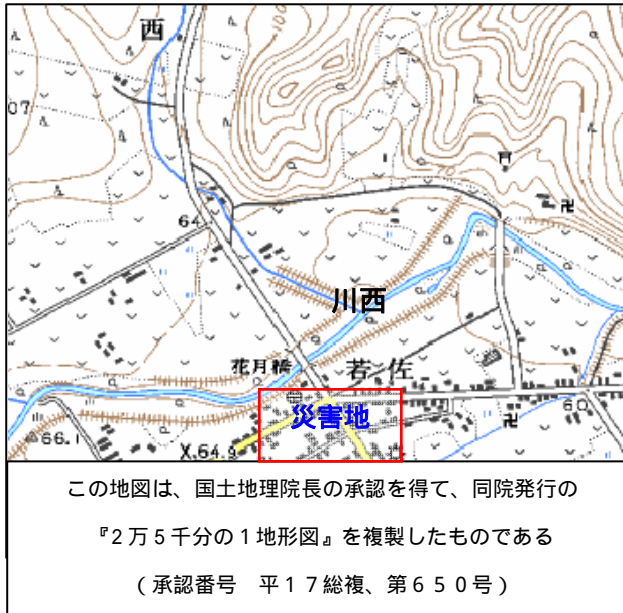 西
100
07
64
川西
花月橋
若佐
災害地
60
66.1
X.64.9
この地図は、国土地理院長の承認を得て、同院発行の
『2万5千分の1地形図』を複製したものである
(承認番号 平17総複、第650号)